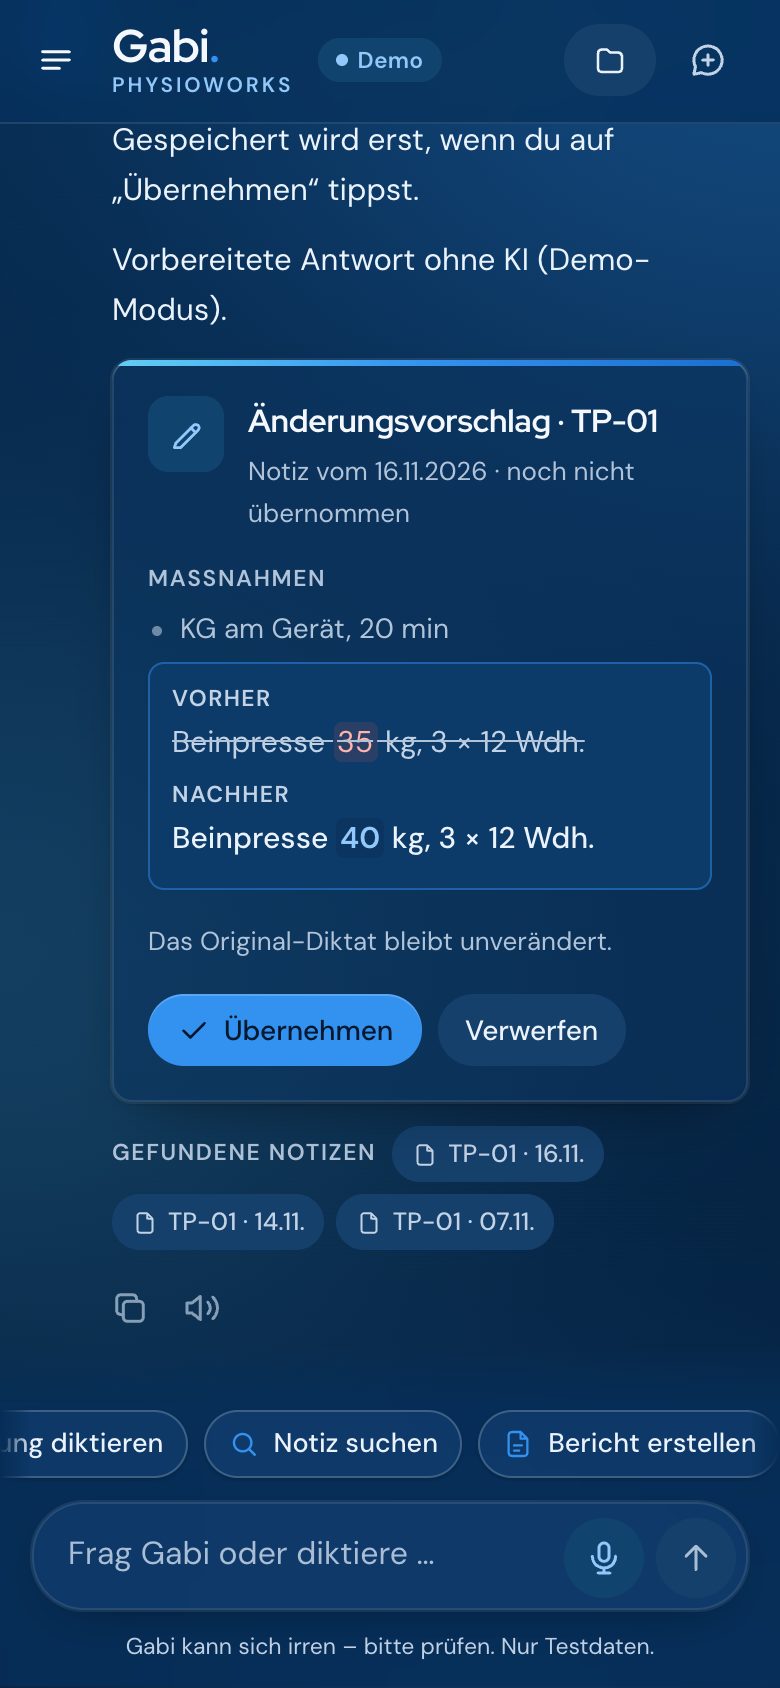 Gabi.
PHYSIOWORKS
Demo
Gespeichert wird erst, wenn du auf
„Übernehmen“ tippst.
Vorbereitete Antwort ohne KI (Demo-
Modus).
Änderungsvorschlag · TP-01
Notiz vom 16.11.2026 · noch nicht
übernommen
MASSNAHMEN
KG am Gerät, 20 min
VORHER
Beinpresse 35 kg, 3 × 12 Wdh.
NACHHER
Beinpresse 40 kg, 3 × 12 Wdh.
Das Original-Diktat bleibt unverändert.
Übernehmen
Verwerfen
GEFUNDENE NOTIZEN
TP-01 · 16.11.
TP-01 · 14.11.
TP-01 · 07.11.
ung diktieren
Notiz suchen
Bericht erstellen
Frag Gabi oder diktiere ...
Gabi kann sich irren – bitte prüfen. Nur Testdaten.